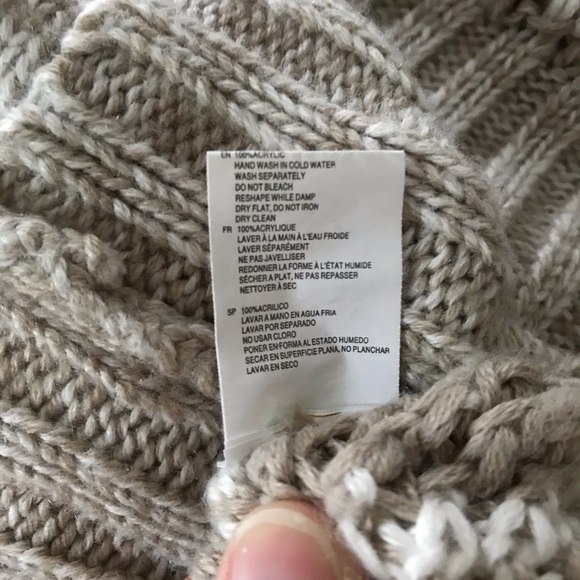 EN 100%ACRYLIC
HAND WASH IN COLD WATER
WASH SEPARATELY
DO NOT BLEACH
RESHAPE WHILE DAMP
DRY FLAT, DO NOT IRON
DRY CLEAN
FR 100%ACRYLIQUE
LAVER À LA MAIN À L'EAU FROIDE
LAVER SÉPARÉMENT
NE PAS JAVELLISER
REDONNER LA FORME À L'ÉTAT HUMIDE
SÉCHER A PLAT, NE PAS REPASSER
NETTOYER À SEC
SP 100%ACRILICO
LAVAR A MANO EN AGUA FRIA
LAVAR POR SEPARADO
NO USAR CLORO
PONER EN FORMA AL ESTADO HUMEDO
SECAR EN SUPERFICIE PLANA, NO PLANCHAR
LAVAR EN SECO